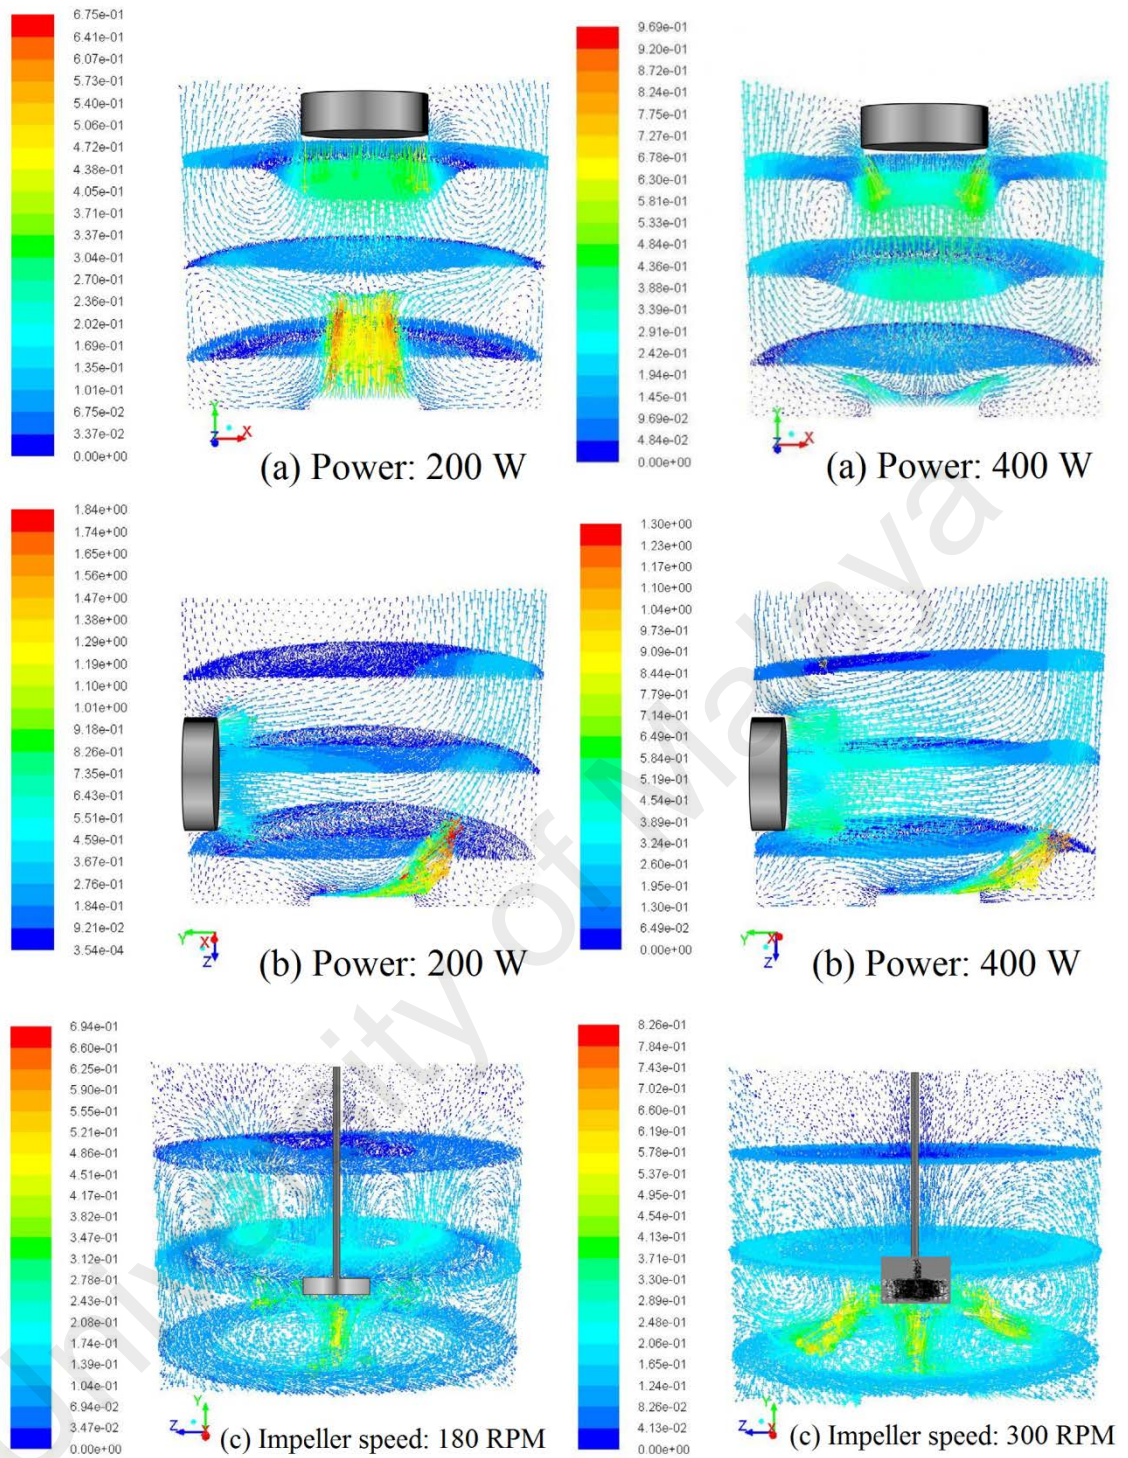 6.75e-01
6.41e-01
6.07e-01
5.73e-01
5.40e-01
5.06e-01
4.72e-01
4.38e-01
4.05e-01
3.71e-01
3.37e-01
3.04e-01
2.70e-01
2.36e-01
2.02e-01
1.69e-01
1.35e-01
1.01e-01
6.75e-02
3.37e-02
0.00e+00
Y
Z X
(a) Power: 200 W
9.69e-01
9.20e-01
8.72e-01
8.24e-01
7.75e-01
7.27e-01
6.78e-01
6.30e-01
5.81e-01
5.33e-01
4.84e-01
4.36e-01
3.88e-01
3.39e-01
2.91e-01
2.42e-01
1.94e-01
1.45e-01
9.69e-02
4.84e-02
0.00e+00
Y
Z X
(a) Power: 400 W
1.84e+00
1.74e+00
1.65e+00
1.56e+00
1.47e+00
1.38e+00
1.29e+00
1.19e+00
1.10e+00
1.01e+00
9.18e-01
8.26e-01
7.35e-01
6.43e-01
5.51e-01
4.59e-01
3.67e-01
2.76e-01
1.84e-01
9.21e-02
3.54e-04
Y X
Z
(b) Power: 200 W
1.30e+00
1.23e+00
1.17e+00
1.10e+00
1.04e+00
9.73e-01
9.09e-01
8.44e-01
7.79e-01
7.14e-01
6.49e-01
5.84e-01
5.19e-01
4.54e-01
3.89e-01
3.24e-01
2.60e-01
1.95e-01
1.30e-01
6.49e-02
0.00e+00
Y X
Z
(b) Power: 400 W
6.94e-01
6.60e-01
6.25e-01
5.90e-01
5.55e-01
5.21e-01
4.86e-01
4.51e-01
4.17e-01
3.82e-01
3.47e-01
3.12e-01
2.78e-01
2.43e-01
2.08e-01
1.74e-01
1.39e-01
1.04e-01
6.94e-02
3.47e-02
0.00e+00
Y
Z X
(c) Impeller speed: 180 RPM
8.26e-01
7.84e-01
7.43e-01
7.02e-01
6.60e-01
6.19e-01
5.78e-01
5.37e-01
4.95e-01
4.54e-01
4.13e-01
3.71e-01
3.30e-01
2.89e-01
2.48e-01
2.06e-01
1.65e-01
1.24e-01
8.26e-02
4.13e-02
0.00e+00
Y
Z X
(c) Impeller speed: 300 RPM
University of Malaya